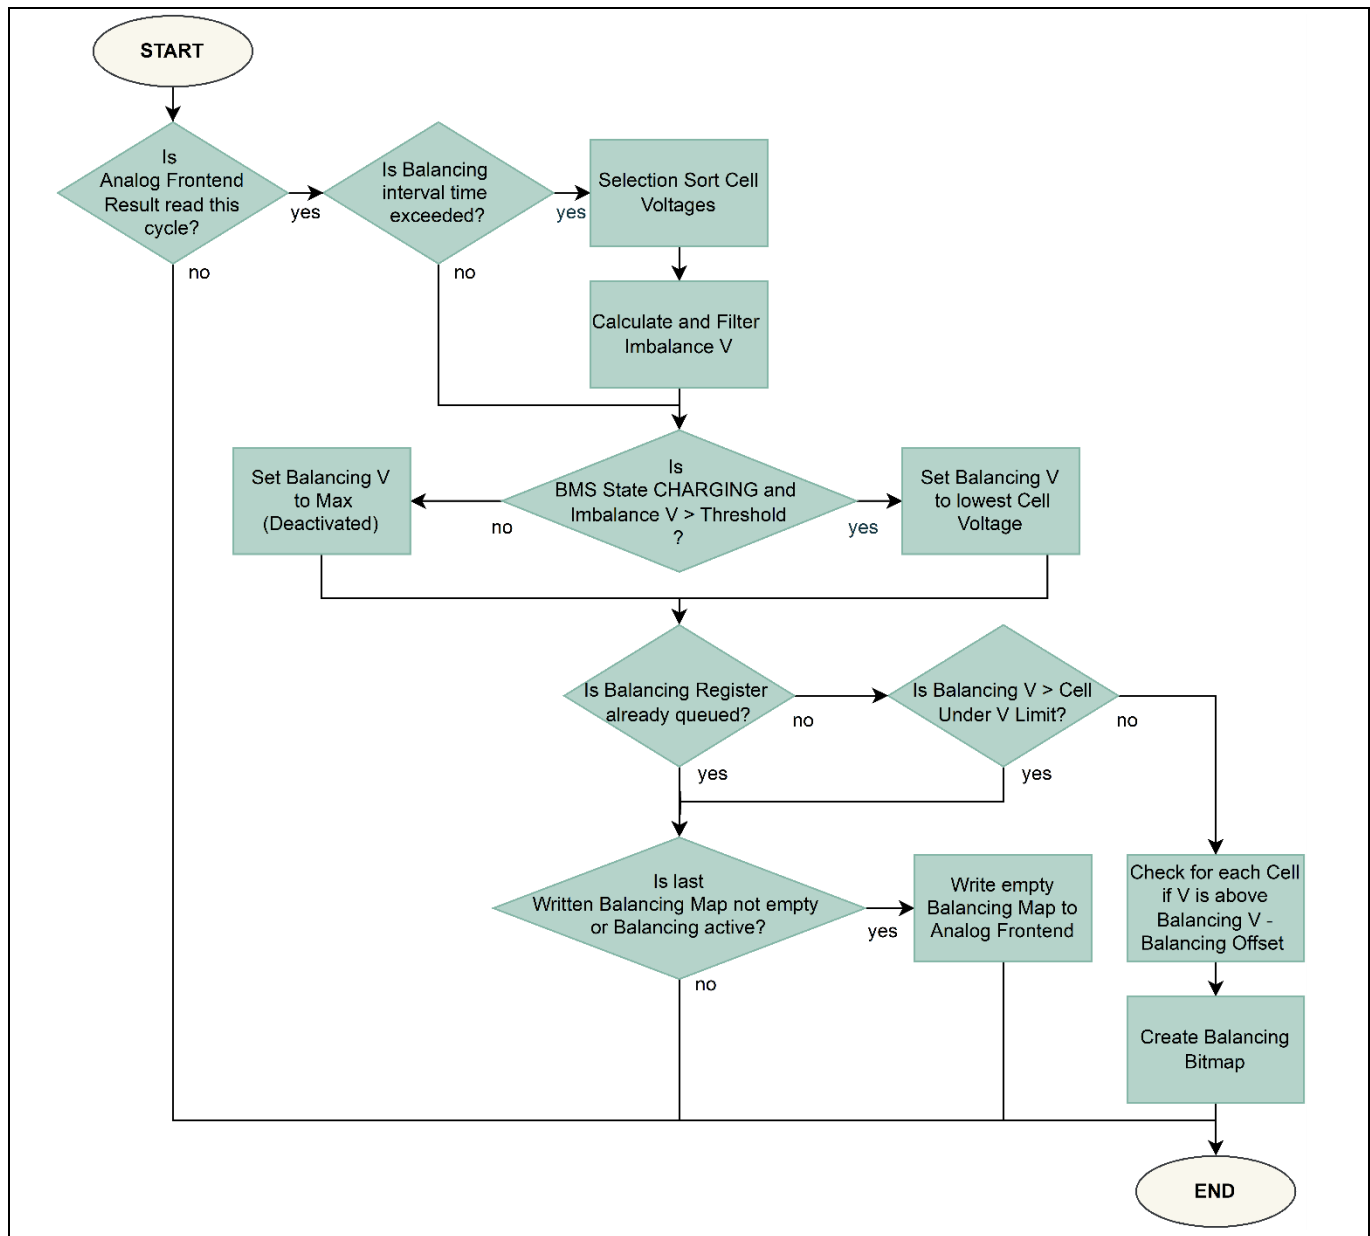 START
Is
Analog Frontend
Result read this
cycle?
yes
no
Is Balancing
interval time
exceeded?
yes
no
Selection Sort Cell
Voltages
Calculate and Filter
Imbalance V
Is
BMS State CHARGING and
Imbalance V > Threshold
?
no
yes
Set Balancing V
to Max
(Deactivated)
Set Balancing V
to lowest Cell
Voltage
Is Balancing Register
already queued?
no
yes
Is Balancing V > Cell
Under V Limit?
no
yes
Is last
Written Balancing Map not empty
or Balancing active?
yes
no
Write empty
Balancing Map to
Analog Frontend
Check for each Cell
if V is above
Balancing V -
Balancing Offset
Create Balancing
Bitmap
END